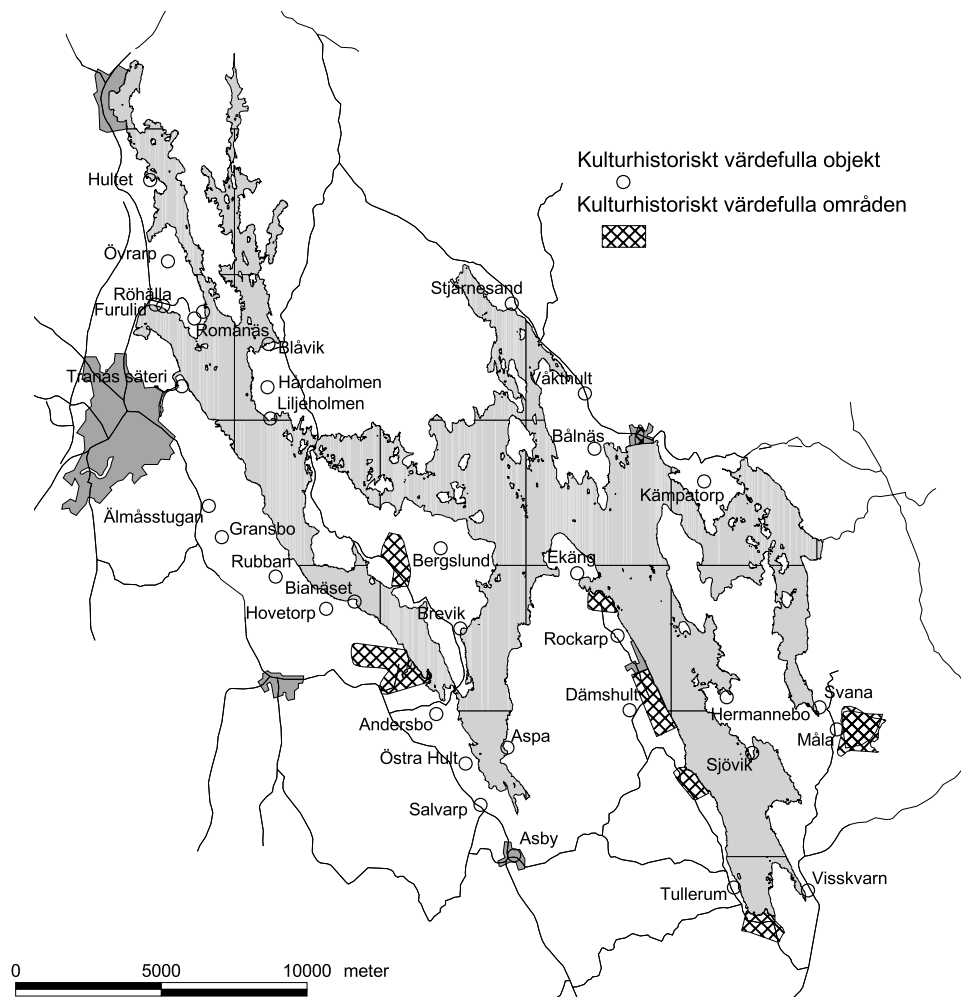 Kulturhistoriskt värdefulla objekt
Kulturhistoriskt värdefulla områden
Hultet
Övrarp
Röhälla
Furulid
Romanäs
Stjärnesand
Blåvik
Tranäs säteri
Hårdaholmen
Våkthult
Liljeholmen
Bålnäs
Kämpatorp
Älmåsstugan
Gransbo
Rubbarp
Bergslund
Ekäng
Bianäset
Hovetorp
Brevik
Rockarp
Dämshult
Svana
Hermannebo
Andersbo
Aspa
Måla
Östra Hult
Sjövik
Salvarp
Asby
Visskvarn
Tullerum
0 5000 10000 meter